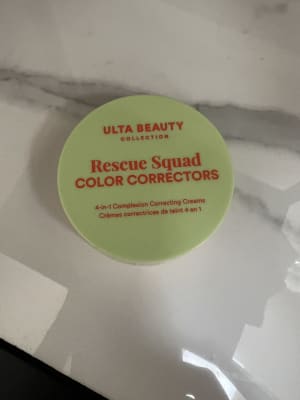 ULTA BEAUTY
COLLECTION
Rescue Squad
COLOR CORRECTORS
4-in-1 Complexion Correcting Creams
Crèmes correctrices de teint 4 en 1